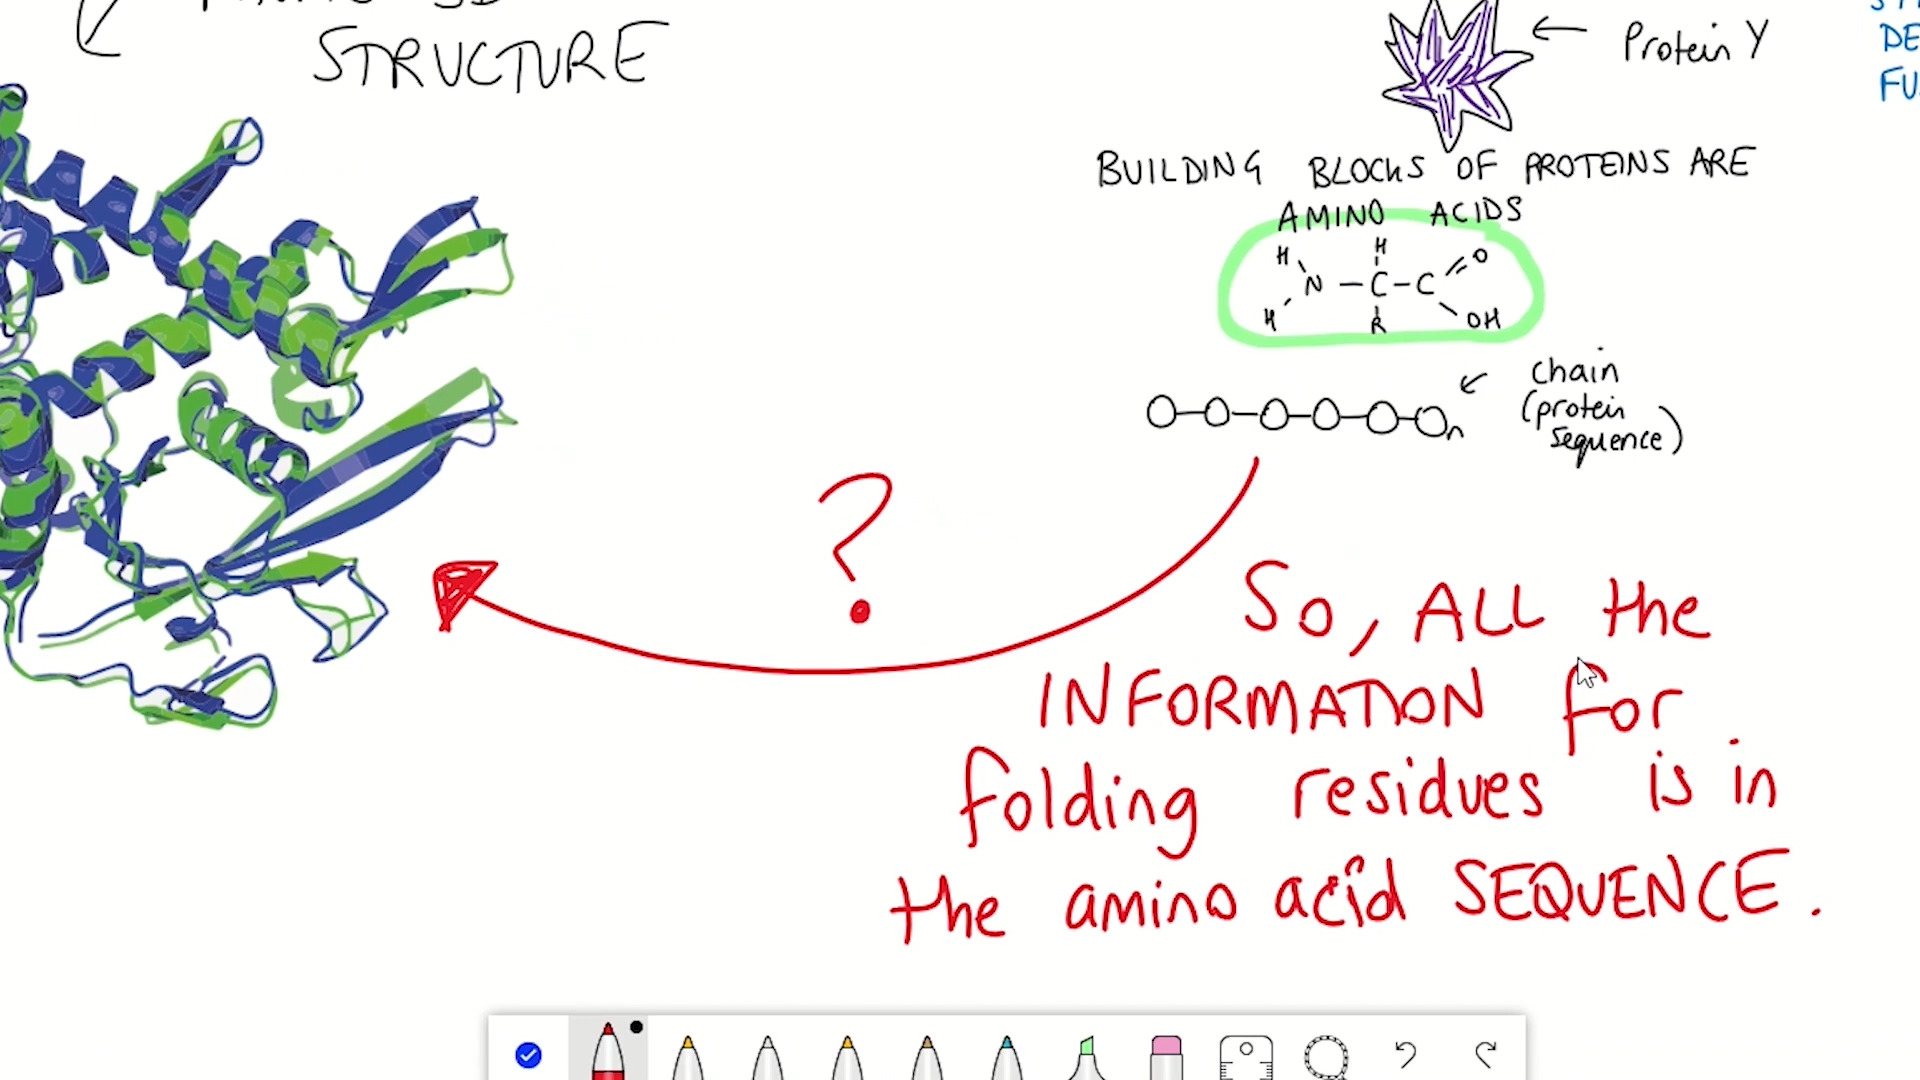 STRUCTURE
Protein Y
DE
BUILDING BLOCKS OF PROTEINS ARE
AMINO ACIDS
H H O
N - C - C
H R OH
Chain
(protein
sequence)
n
?
So, ALL the
INFORMATION for
folding residues is in
the amino acid SEQUENCE.